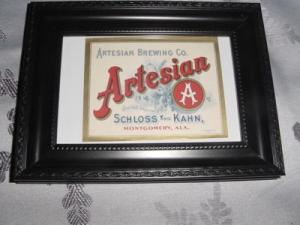 ARTESIAN BREWING CO.
Artesian
A
SCHLOSS AND KAHN,
MONTGOMERY, ALA.